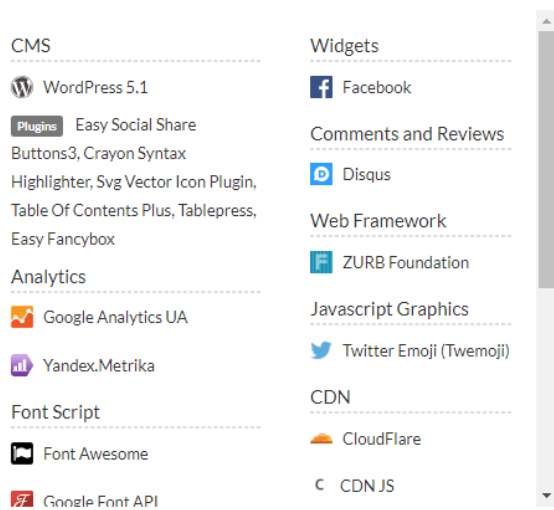 CMS
WordPress 5.1
Plugins Easy Social Share
Buttons3, Crayon Syntax
Highlighter, Svg Vector Icon Plugin,
Table Of Contents Plus, Tablepress,
Easy Fancybox
Analytics
Google Analytics UA
Yandex.Metrika
Font Script
Font Awesome
Google Font API
Widgets
Facebook
Comments and Reviews
Disqus
Web Framework
ZURB Foundation
Javascript Graphics
Twitter Emoji (Twemoji)
CDN
CloudFlare
C CDN JS